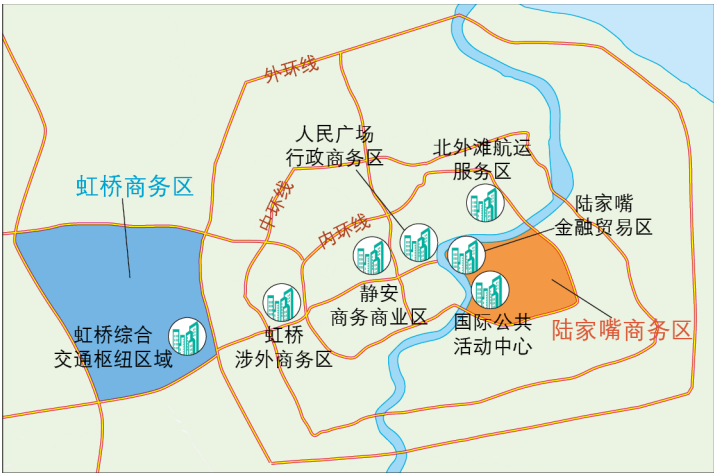 外环线
人民广场
行政商务区
北外滩航运
服务区
虹桥商务区
中环线
内环线
陆家嘴
金融贸易区
静安
商务商业区
虹桥综合
交通枢纽区域
虹桥
涉外商务区
国际公共
活动中心
陆家嘴商务区